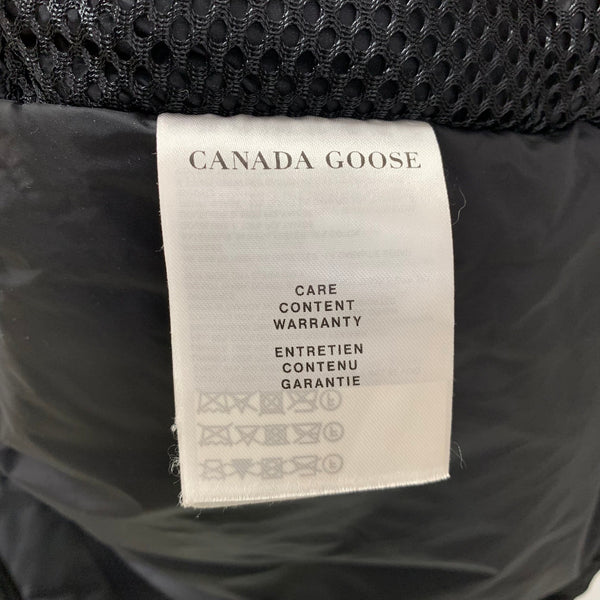 CANADA GOOSE
CARE
CONTENT
WARRANTY
ENTRETIEN
CONTENU
GARANTIE